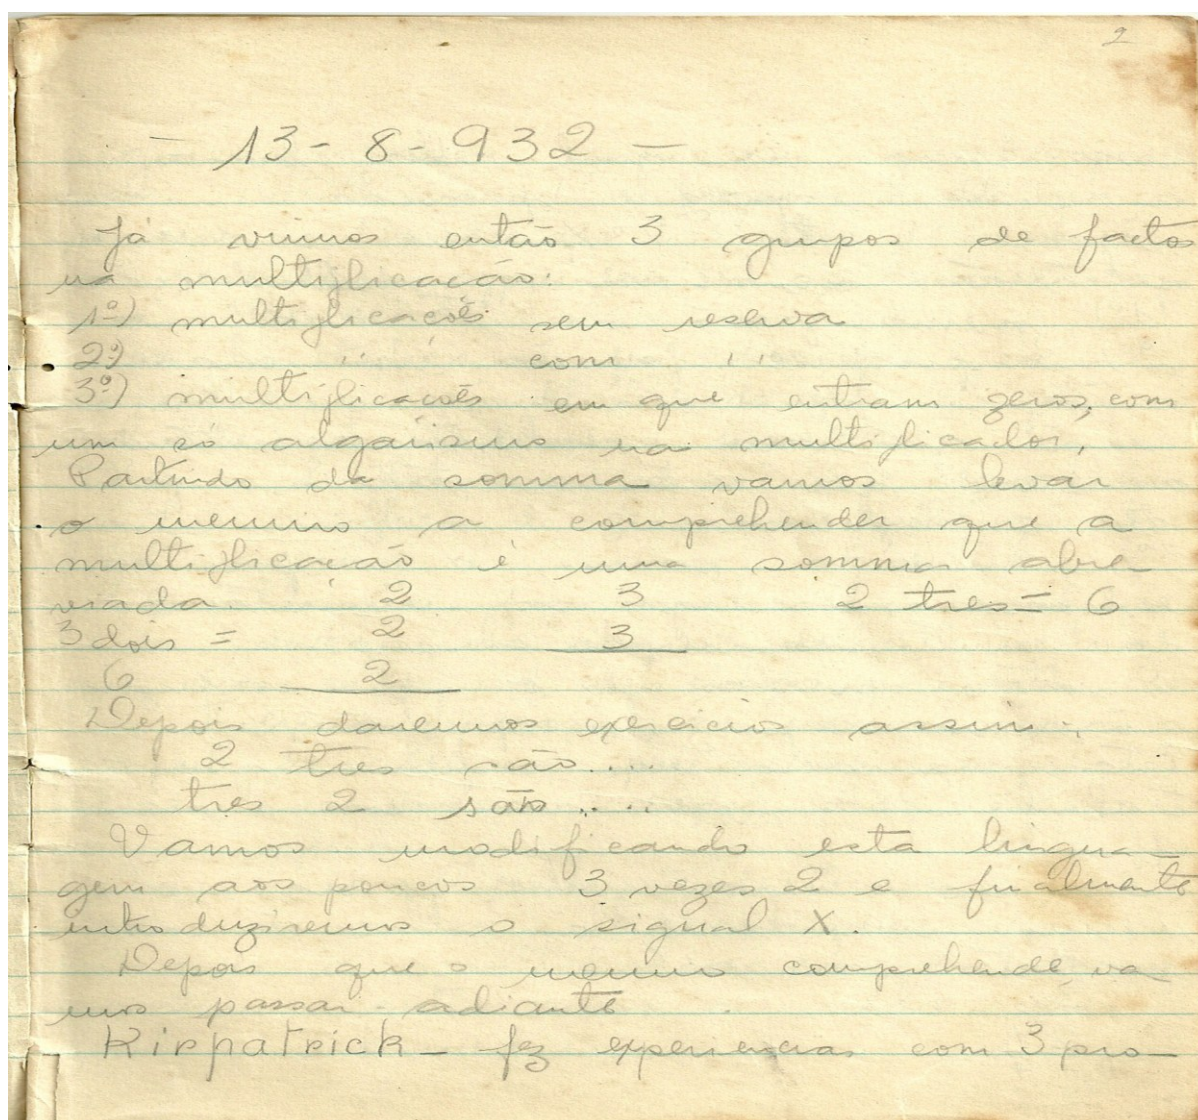 2
- 13 - 8 - 932 -
Já vimos então 3 grupos de factos
na multiplicação:
1º) multiplicações sem reserva
2º) " " com " "
3º) multiplicações em que entram zeros, com
um só algarismo no multiplicador.
Partindo da somma vamos levar
o menino a comprehender que a
multiplicação é uma somma abre
viada. 2 3 2 tres = 6
3 dois = 2 3
6 2
Depois daremos exercicios assim:
2 tres são....
tres 2 são....
Vamos modificando esta lingua-
gem aos poucos 3 vezes 2 e finalmente
introduziremos o signal X.
Depois que o menino comprehende, va
mos passar adiante.
Kirpatrick - fez experiencias com 3 pro-